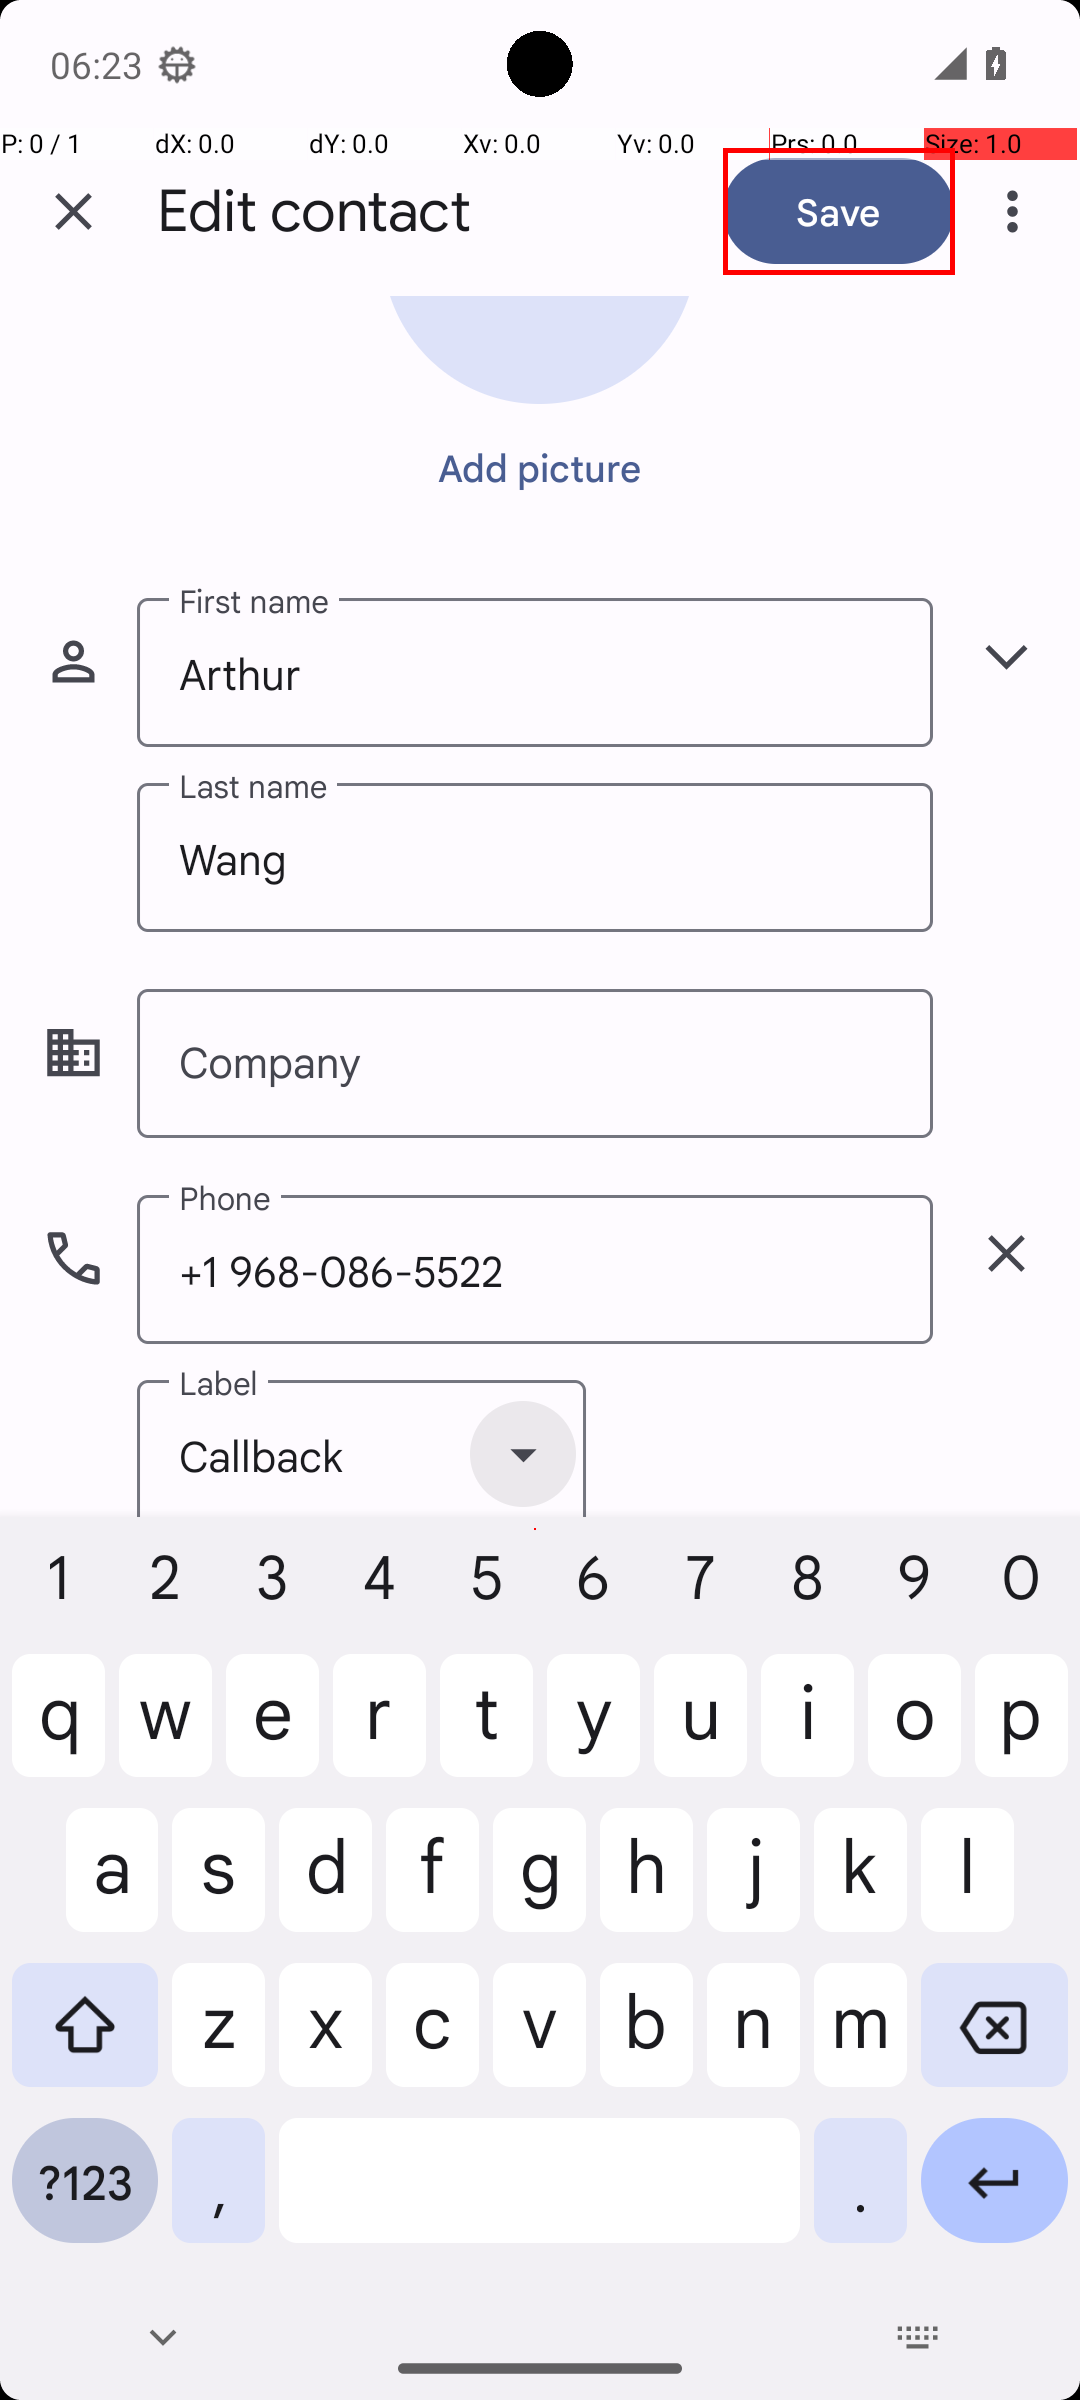 06:23
P: 0 / 1 dX: 0.0 dY: 0.0 Xv: 0.0 Yv: 0.0 Prs: 0.0 Size: 1.0
Edit contact Save
Add picture
First name
Arthur
Last name
Wang
Company
Phone
+1 968-086-5522
Label
Callback
1 2 3 4 5 6 7 8 9 0
q w e r t y u i o p
a s d f g h j k l
z x c v b n m
?123 , .